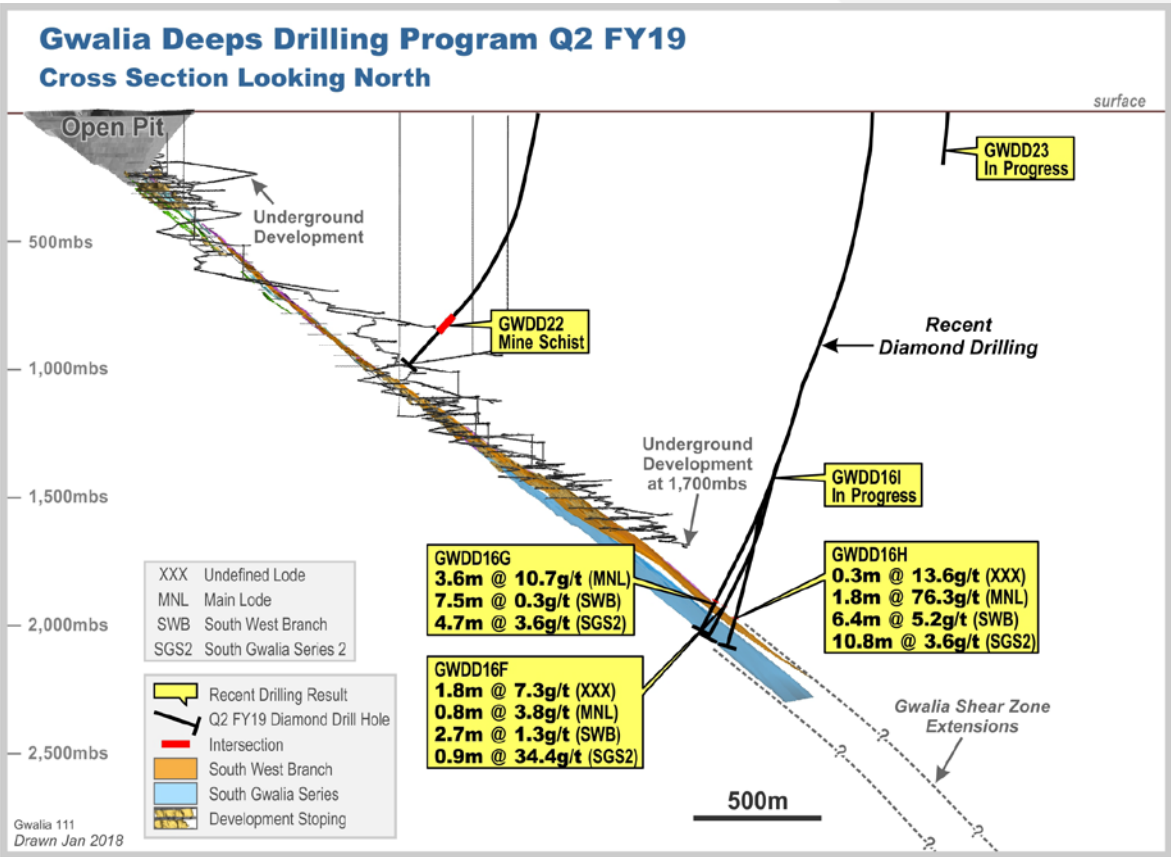 Gwalia Deeps Drilling Program Q2 FY19
Cross Section Looking North
surface
Open Pit
GWDD23
In Progress
Underground
Development
500mbs
GWDD22
Mine Schist
Recent
Diamond Drilling
1,000mbs
Underground
Development
at 1,700mbs
GWDD16I
In Progress
1,500mbs
GWDD16G
3.6m @ 10.7g/t (MNL)
7.5m @ 0.3g/t (SWB)
4.7m @ 3.6g/t (SGS2)
GWDD16H
0.3m @ 13.6g/t (XXX)
1.8m @ 76.3g/t (MNL)
6.4m @ 5.2g/t (SWB)
10.8m @ 3.6g/t (SGS2)
XXX Undefined Lode
MNL Main Lode
SWB South West Branch
SGS2 South Gwalia Series 2
2,000mbs
GWDD16F
1.8m @ 7.3g/t (XXX)
0.8m @ 3.8g/t (MNL)
2.7m @ 1.3g/t (SWB)
0.9m @ 34.4g/t (SGS2)
Recent Drilling Result
Q2 FY19 Diamond Drill Hole
Intersection
South West Branch
South Gwalia Series
Development Stoping
Gwalia Shear Zone
Extensions
?
?
?
?
2,500mbs
500m
Gwalia 111
Drawn Jan 2018